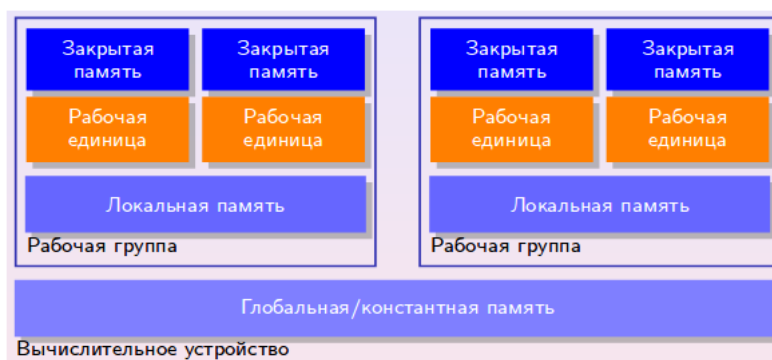 Закрытая память
Закрытая память
Закрытая память
Закрытая память
Рабочая единица
Рабочая единица
Рабочая единица
Рабочая единица
Локальная память
Локальная память
Рабочая группа
Рабочая группа
Глобальная/константная память
Вычислительное устройство